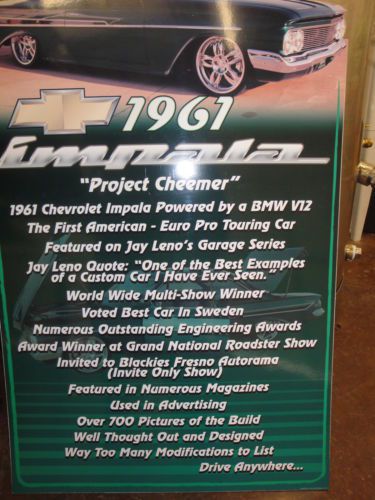 1961
Impala
"Project Cheemer"
1961 Chevrolet Impala Powered by a BMW V12
The First American - Euro Pro Touring Car
Featured on Jay Leno's Garage Series
Jay Leno Quote: "One of the Best Examples
of a Custom Car I Have Ever Seen."
World Wide Multi-Show Winner
Voted Best Car In Sweden
Numerous Outstanding Engineering Awards
Award Winner at Grand National Roadster Show
Invited to Blackies Fresno Autorama
(Invite Only Show)
Featured in Numerous Magazines
Used in Advertising
Over 700 Pictures of the Build
Well Thought Out and Designed
Way Too Many Modifications to List
Drive Anywhere...